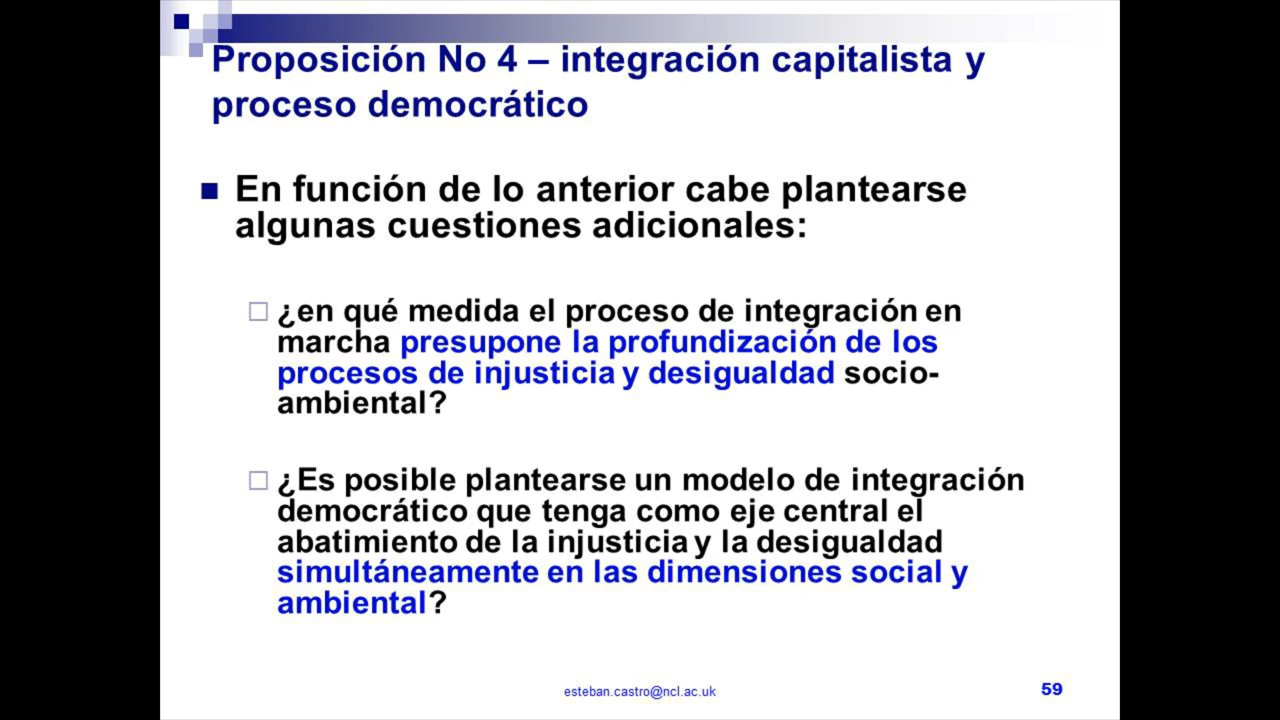 Proposición No 4 – integración capitalista y
proceso democrático
En función de lo anterior cabe plantearse
algunas cuestiones adicionales:
¿en qué medida el proceso de integración en
marcha presupone la profundización de los
procesos de injusticia y desigualdad socio-
ambiental?
¿Es posible plantearse un modelo de integración
democrático que tenga como eje central el
abatimiento de la injusticia y la desigualdad
simultáneamente en las dimensiones social y
ambiental?
esteban.castro@ncl.ac.uk
59